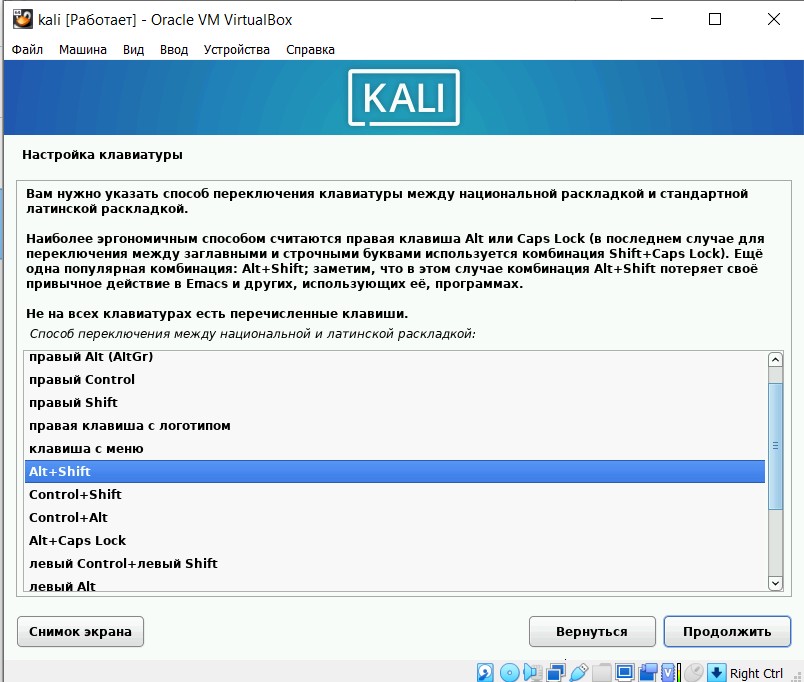 kali [Работает] - Oracle VM VirtualBox
Файл Машина Вид Ввод Устройства Справка
KALI
Настройка клавиатуры
Вам нужно указать способ переключения клавиатуры между национальной раскладкой и стандартной
латинской раскладкой.
Наиболее эргономичным способом считаются правая клавиша Alt или Caps Lock (в последнем случае для
переключения между заглавными и строчными буквами используется комбинация Shift+Caps Lock). Ещё
одна популярная комбинация: Alt+Shift; заметим, что в этом случае комбинация Alt+Shift потеряет своё
привычное действие в Emacs и других, использующих её, программах.
Не на всех клавиатурах есть перечисленные клавиши.
Способ переключения между национальной и латинской раскладкой:
правый Alt (AltGr)
правый Control
правый Shift
правая клавиша с логотипом
клавиша с меню
Alt+Shift
Control+Shift
Control+Alt
Alt+Caps Lock
левый Control+левый Shift
левый Alt
Снимок экрана Вернуться Продолжить
Right Ctrl